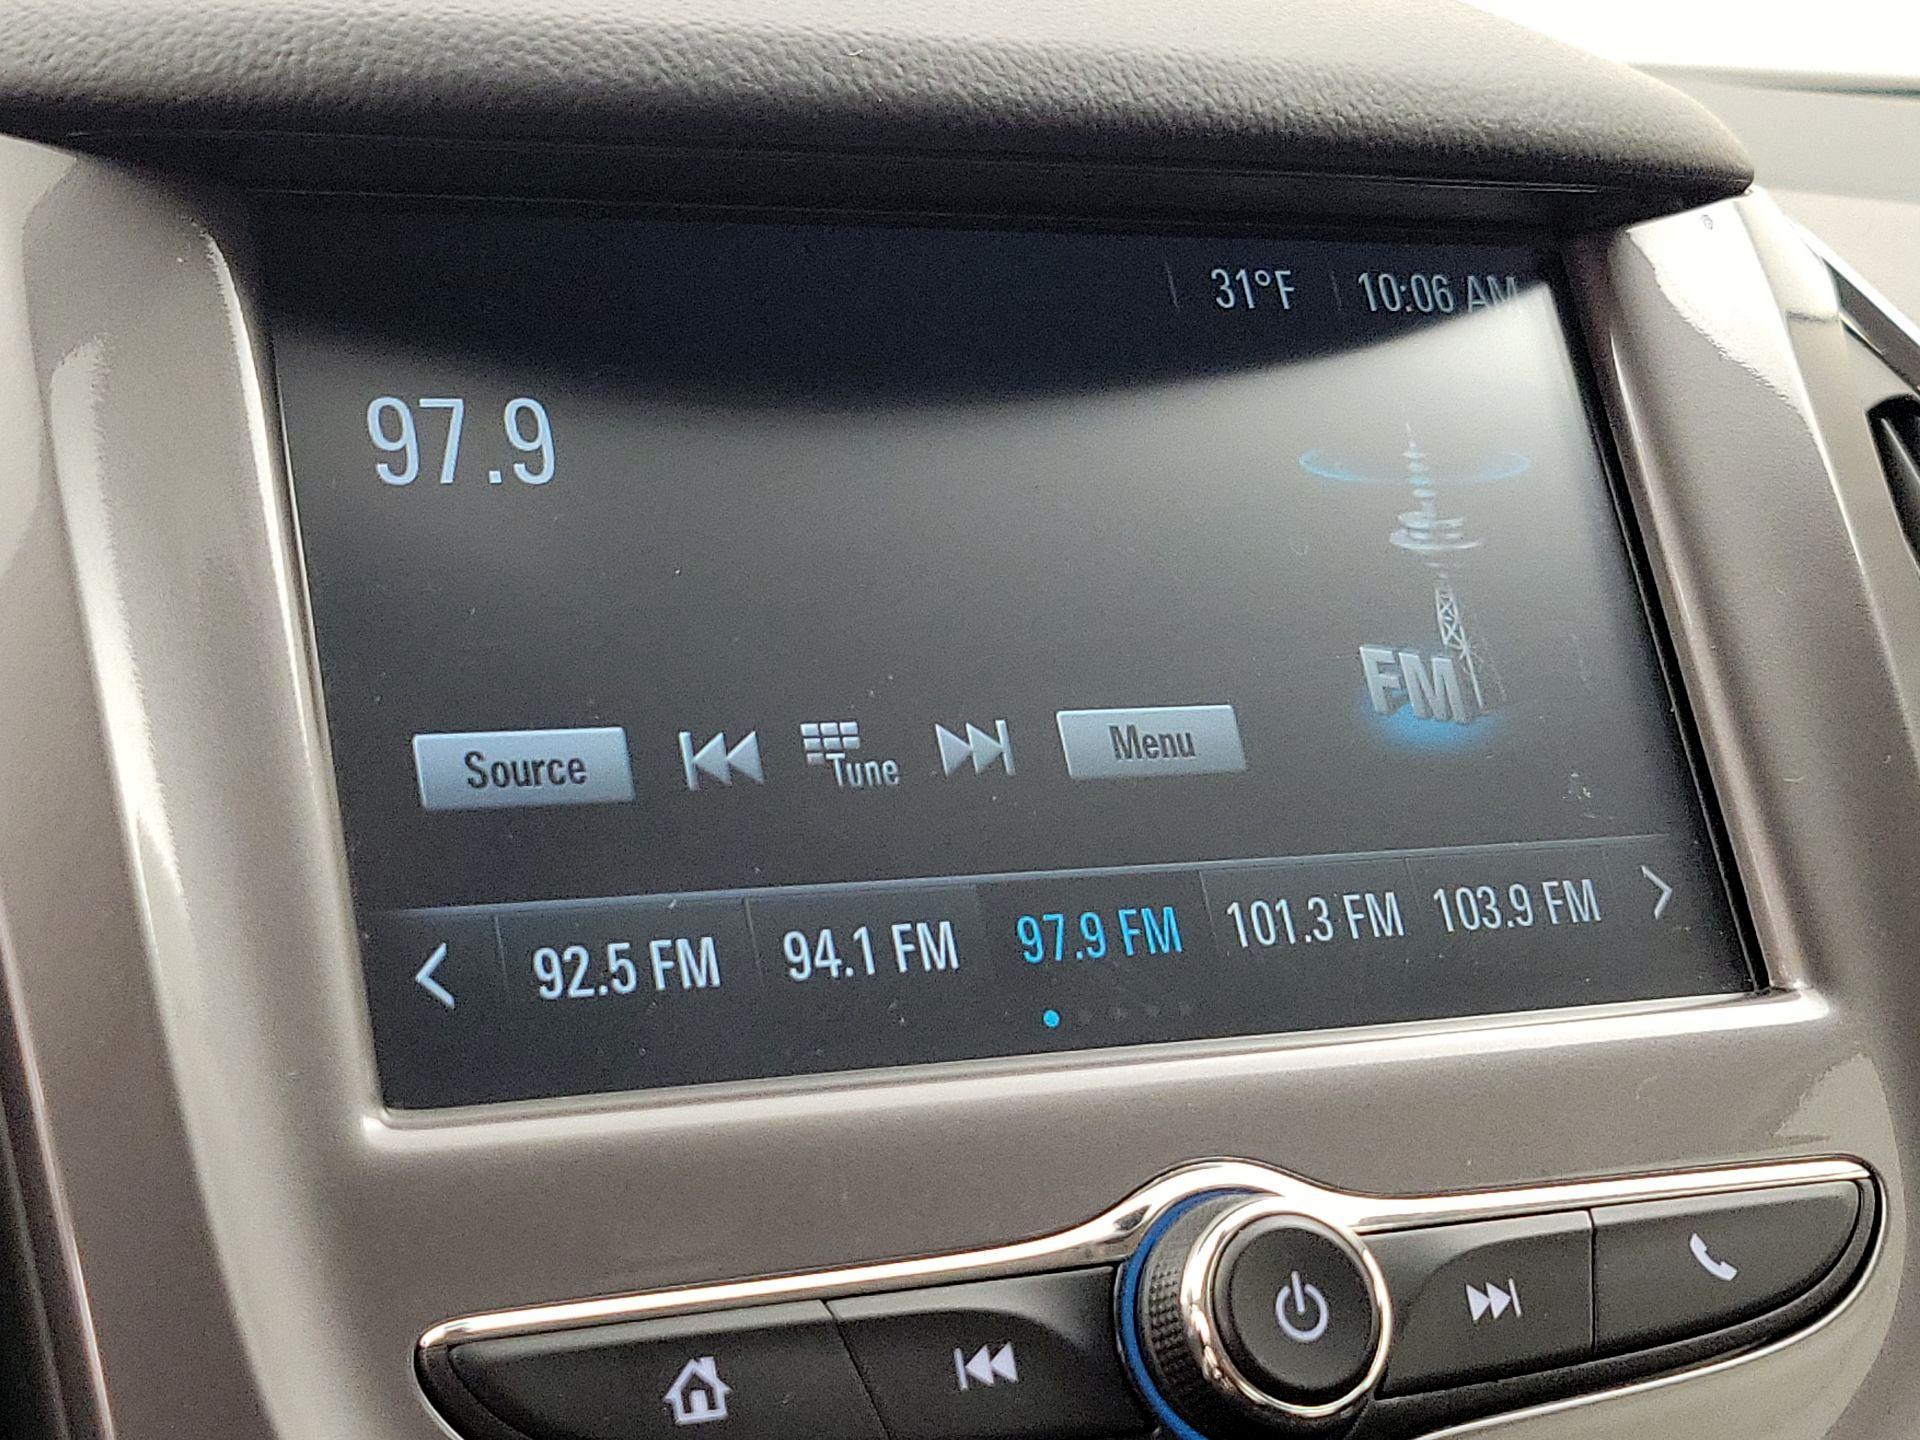 31°F 10:06 AM
97.9
FM
Source Tune Menu
92.5 FM 94.1 FM 97.9 FM 101.3 FM 103.9 FM